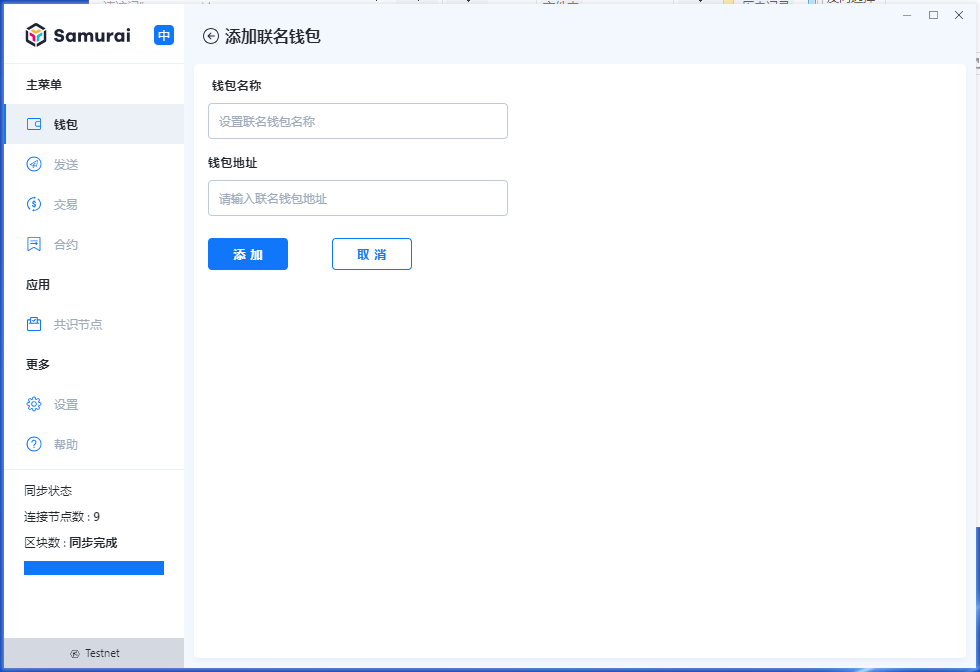 Samurai
中
添加联名钱包
主菜单
钱包
发送
交易
合约
应用
共识节点
更多
设置
帮助
同步状态
连接节点数 : 9
区块数 : 同步完成
Testnet
钱包名称
设置联名钱包名称
钱包地址
请输入联名钱包地址
添 加
取 消